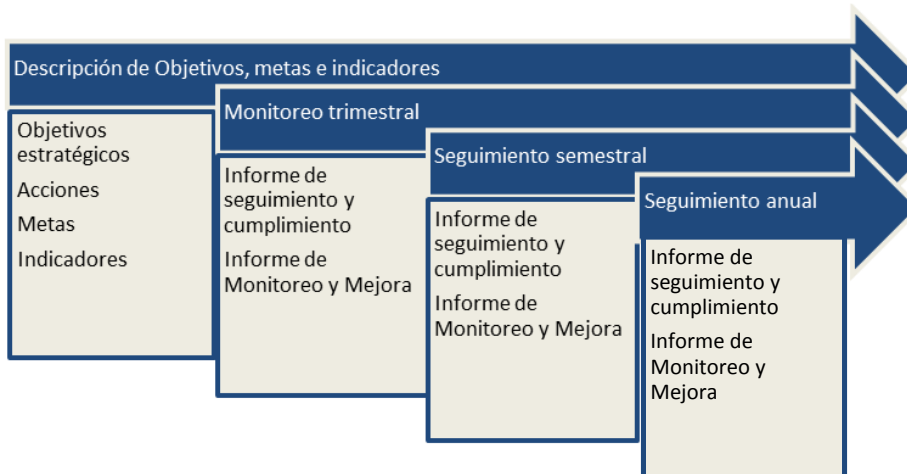 Descripción de Objetivos, metas e indicadores
Objetivos
estratégicos
Acciones
Metas
Indicadores
Monitoreo trimestral
Informe de
seguimiento y
cumplimiento
Informe de
Monitoreo y Mejora
Seguimiento semestral
Informe de
seguimiento y
cumplimiento
Informe de
Monitoreo y Mejora
Seguimiento anual
Informe de
seguimiento y
cumplimiento
Informe de
Monitoreo y
Mejora